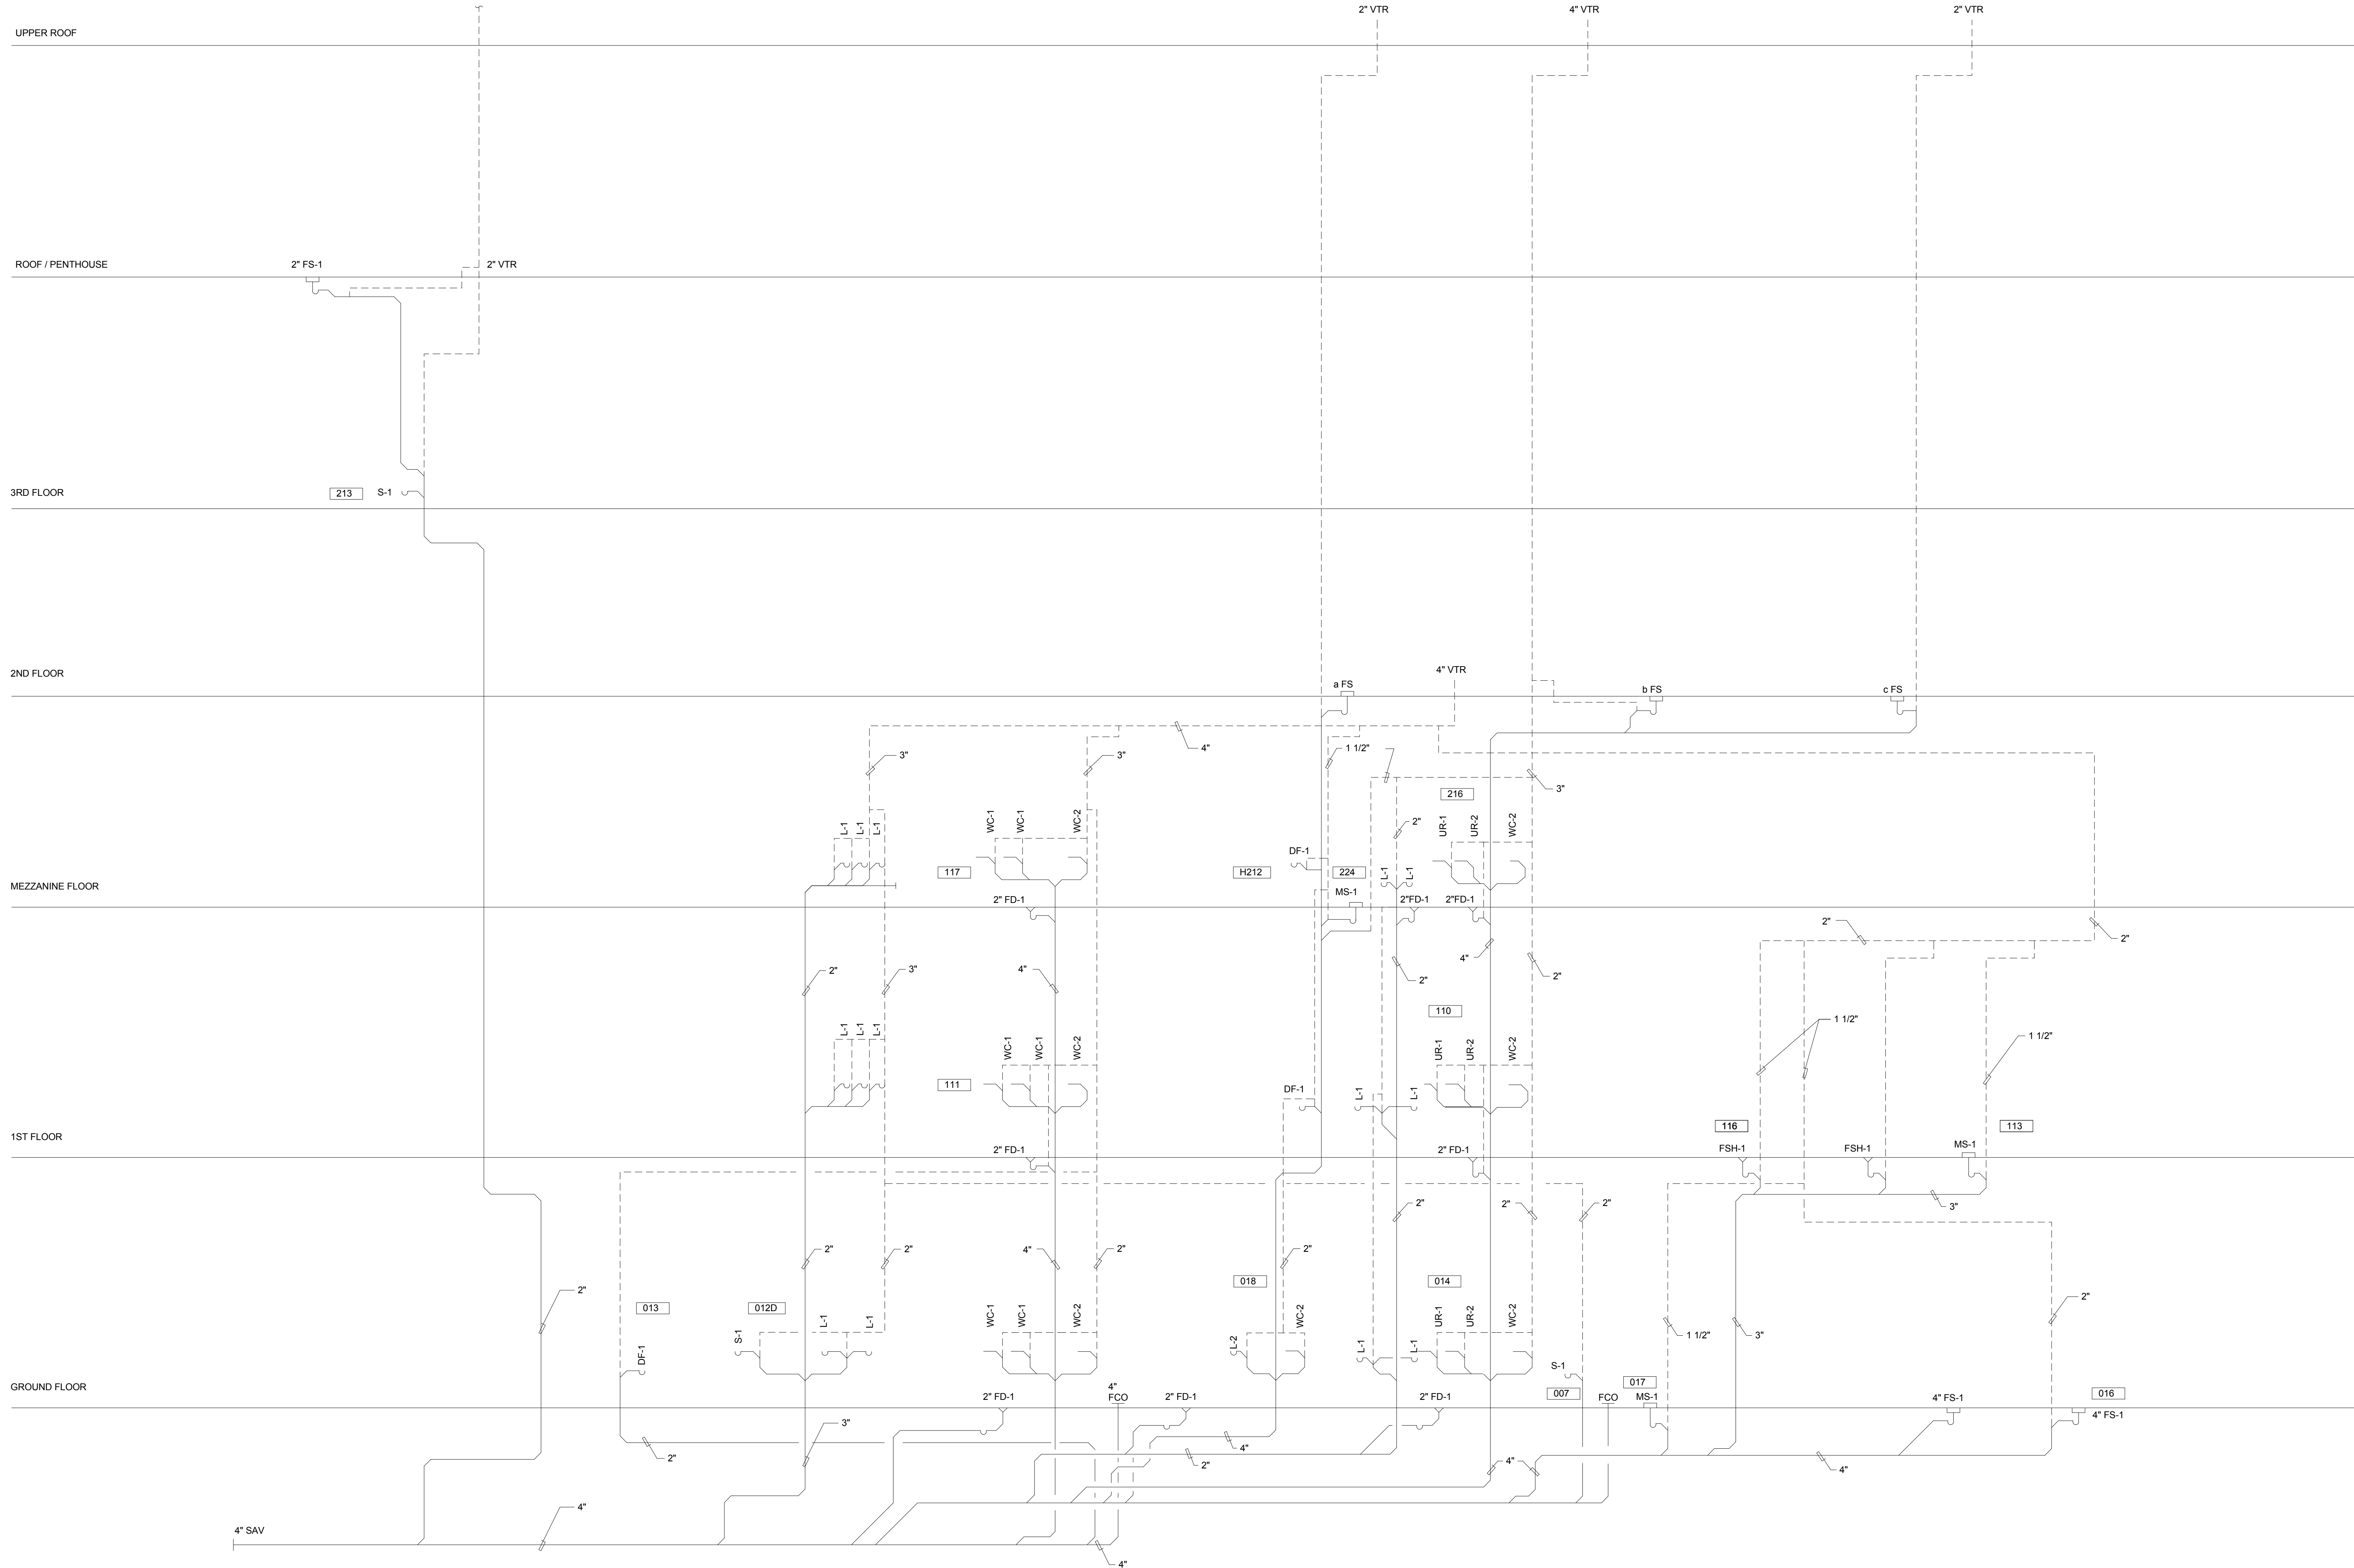 2" VTR
4" VTR
2" VTR
UPPER ROOF
ROOF / PENTHOUSE
2" FS-1
2" VTR
3RD FLOOR
213
S-1
2ND FLOOR
4" VTR
a FS
b FS
c FS
3"
3"
4"
1 1/2"
3"
216
2"
L-1
L-1
L-1
WC-1
WC-1
WC-2
UR-1
UR-2
WC-2
DF-1
117
H212
224
L-1
L-1
MEZZANINE FLOOR
MS-1
2" FD-1
2"FD-1
2"FD-1
2"
2"
2"
3"
4"
4"
2"
2"
110
1 1/2"
1 1/2"
L-1
L-1
L-1
WC-1
WC-1
WC-2
UR-1
UR-2
WC-2
111
DF-1
L-1
L-1
116
113
1ST FLOOR
2" FD-1
2" FD-1
FSH-1
FSH-1
MS-1
2"
2"
2"
3"
2"
2"
4"
2"
2"
2"
018
014
2"
013
012D
S-1
L-1
L-1
WC-1
WC-1
WC-2
L-2
WC-2
L-1
L-1
UR-1
UR-2
WC-2
1 1/2"
3"
DF-1
S-1
GROUND FLOOR
017
007
016
4"
FCO
2" FD-1
2" FD-1
2" FD-1
FCO
MS-1
4" FS-1
4" FS-1
3"
2"
4"
2"
4"
4"
4"
4" SAV
4"